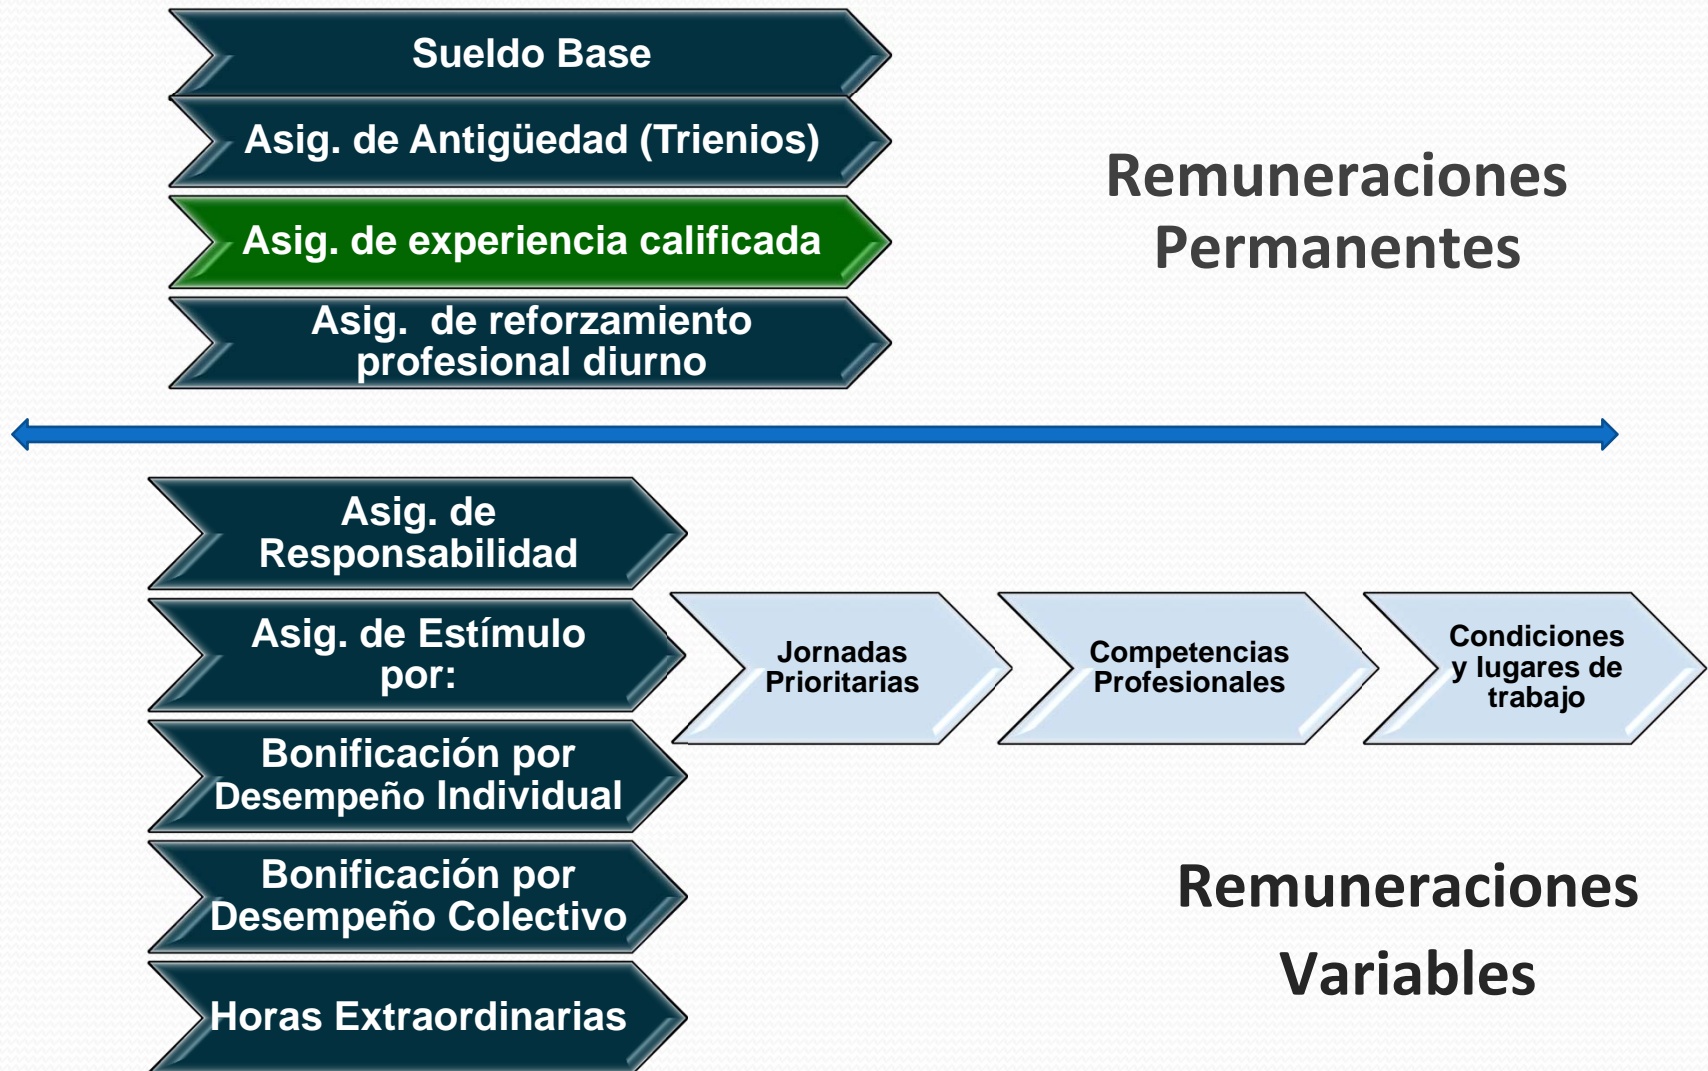 Sueldo Base
Asig. de Antigüedad (Trienios)
Asig. de experiencia calificada
Asig. de reforzamiento
profesional diurno
Remuneraciones
Permanentes
Asig. de
Responsabilidad
Asig. de Estímulo
por:
Jornadas
Prioritarias
Competencias
Profesionales
Condiciones
y lugares de
trabajo
Bonificación por
Desempeño Individual
Bonificación por
Desempeño Colectivo
Horas Extraordinarias
Remuneraciones
Variables